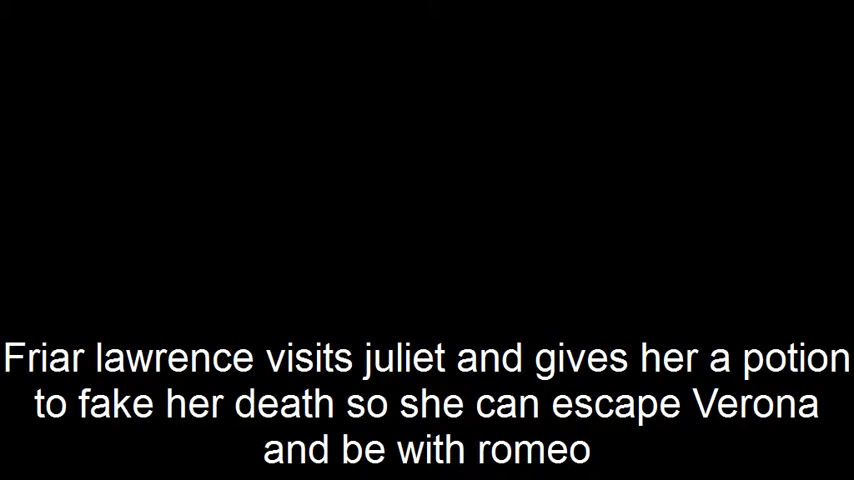 Friar lawrence visits juliet and gives her a potion
to fake her death so she can escape Verona
and be with romeo